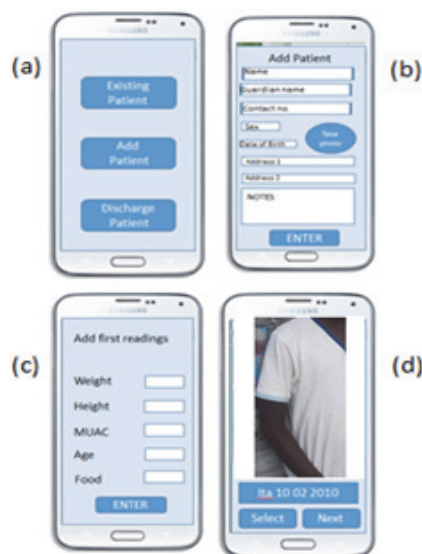 (a)
SAMSUNG
Existing
Patient
Add
Patient
Discharge
Patient
(b)
SAMSUNG
Add Patient
Name
Guardian name
Contact no
Sex
Date of Birth
Take
photo
Address 1
Address 2
NOTES
ENTER
(c)
Add first readings
Weight
Height
MUAC
Age
Food
ENTER
(d)
Ita 10 02 2010
Select
Next